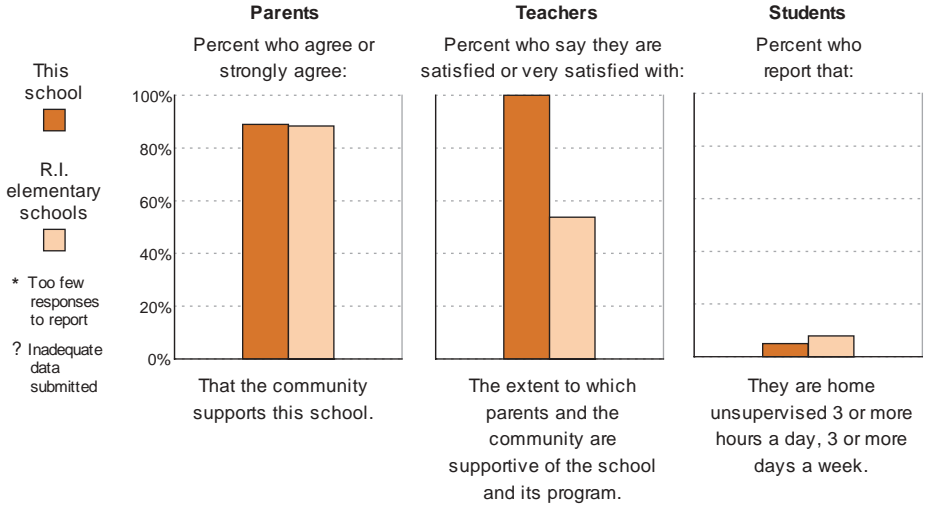 This
school
R.I.
elementary
schools
* Too few
responses
to report
? Inadequate
data
submitted
Parents
Percent who agree or
strongly agree:
100%
80%
60%
40%
20%
0%
That the community
supports this school.
Teachers
Percent who say they are
satisfied or very satisfied with:
The extent to which
parents and the
community are
supportive of the school
and its program.
Students
Percent who
report that:
They are home
unsupervised 3 or more
hours a day, 3 or more
days a week.